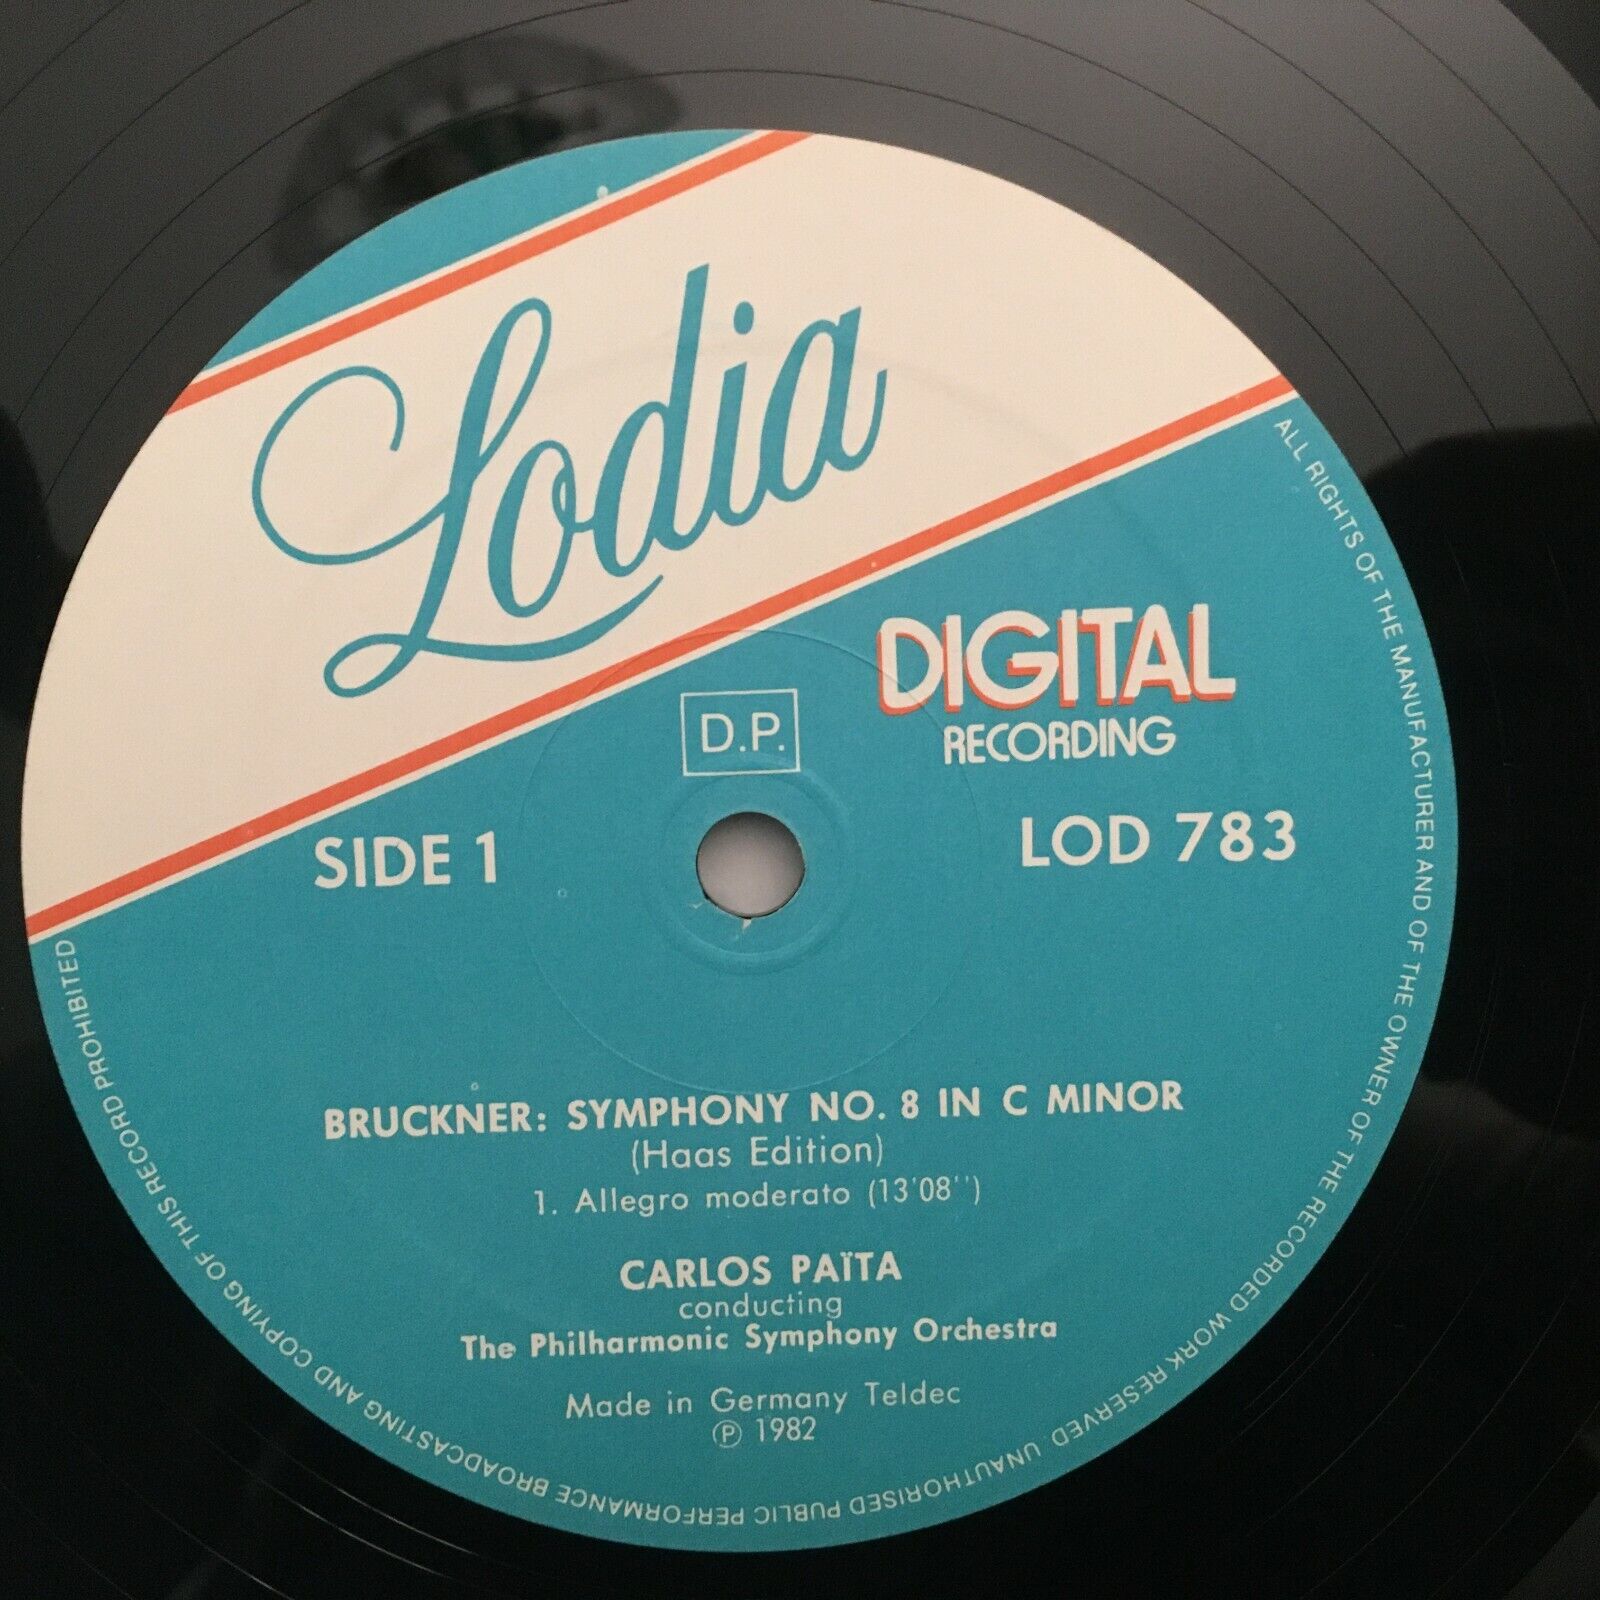 Lodia
DIGITAL
RECORDING
D.P.
SIDE 1
LOD 783
BRUCKNER: SYMPHONY NO. 8 IN C MINOR
(Haas Edition)
1. Allegro moderato (13'08'')
CARLOS PAÏTA
conducting
The Philharmonic Symphony Orchestra
Made in Germany Teldec
℗ 1982
ALL RIGHTS OF THE MANUFACTURER AND OF THE OWNER OF THE RECORDED WORK RESERVED UNAUTHORISED PUBLIC PERFORMANCE BROADCASTING AND COPYING OF THIS RECORD PROHIBITED